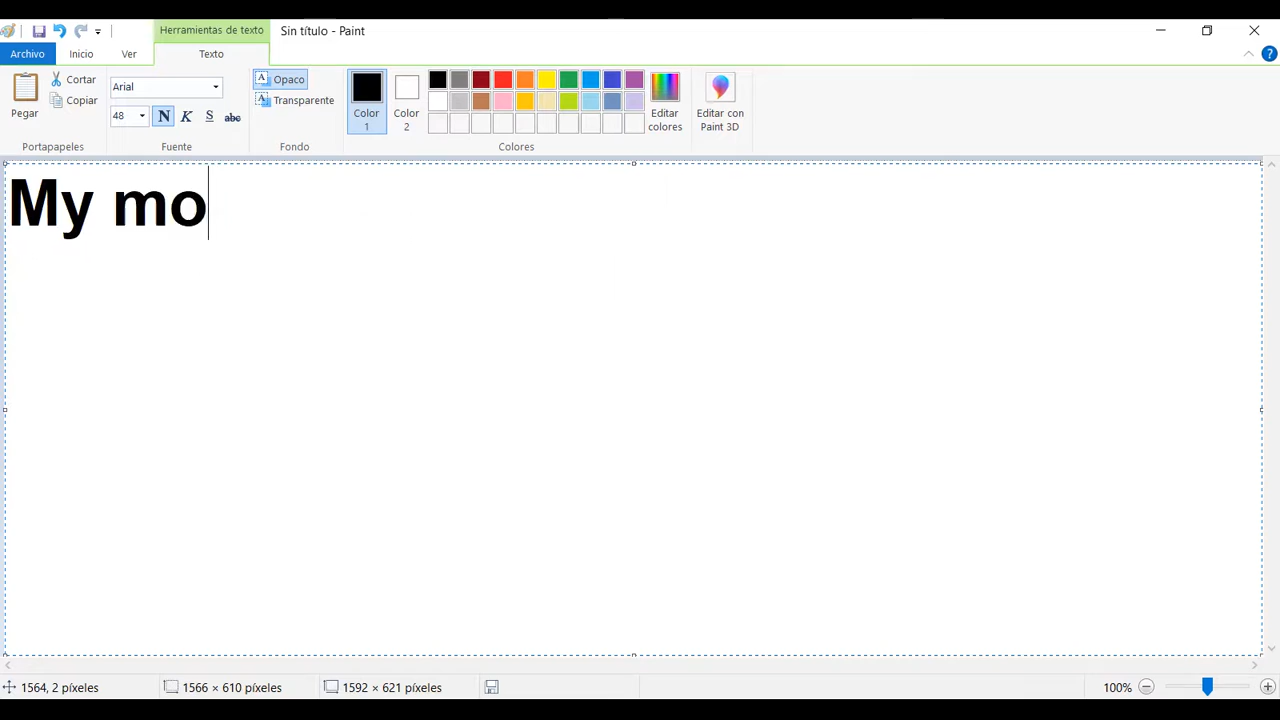 Herramientas de texto Sin título - Paint
Archivo Inicio Ver Texto
Pegar
Cortar
Copiar
Portapapeles
Arial
48 N K S abc
Fuente
Opaco
Transparente
Fondo
Color 1
Color 2
Editar colores
Colores
Editar con Paint 3D
My mo
1564, 2 píxeles 1566 × 610 píxeles 1592 × 621 píxeles 100%